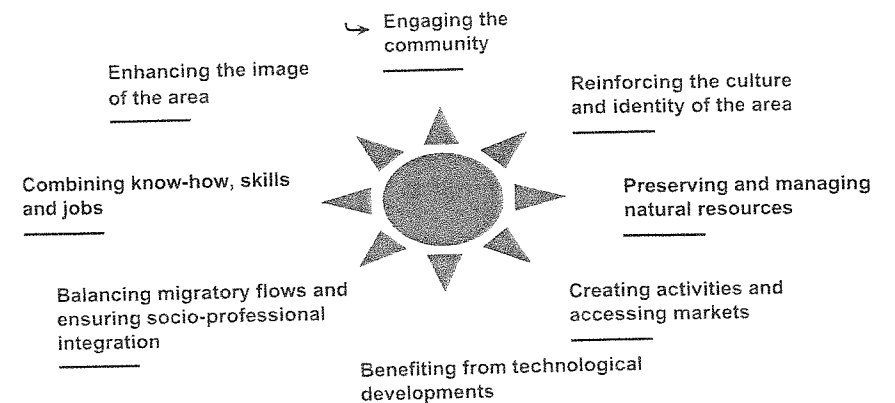 Engaging the
community
Reinforcing the culture
and identity of the area
Preserving and managing
natural resources
Creating activities and
accessing markets
Benefiting from technological
developments
Balancing migratory flows and
ensuring socio-professional
integration
Combining know-how, skills
and jobs
Enhancing the image
of the area